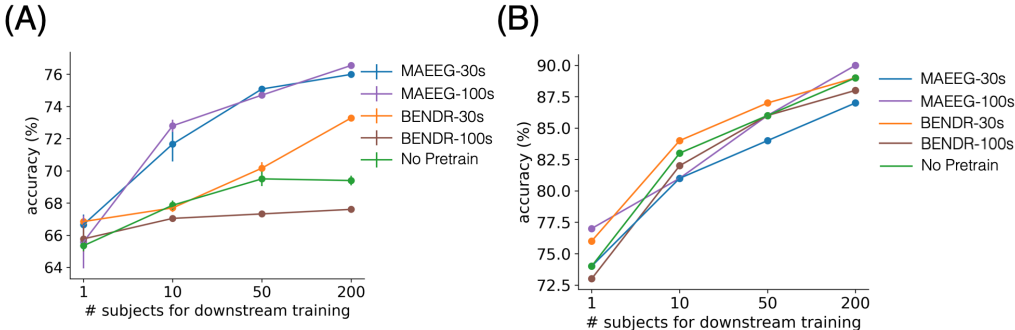 (A)
accuracy (%)
76
74
72
70
68
66
64
1 10 50 200
# subjects for downstream training
MAEEG-30s
MAEEG-100s
BENDR-30s
BENDR-100s
No Pretrain
(B)
accuracy (%)
90.0
87.5
85.0
82.5
80.0
77.5
75.0
72.5
1 10 50 200
# subjects for downstream training
MAEEG-30s
MAEEG-100s
BENDR-30s
BENDR-100s
No Pretrain